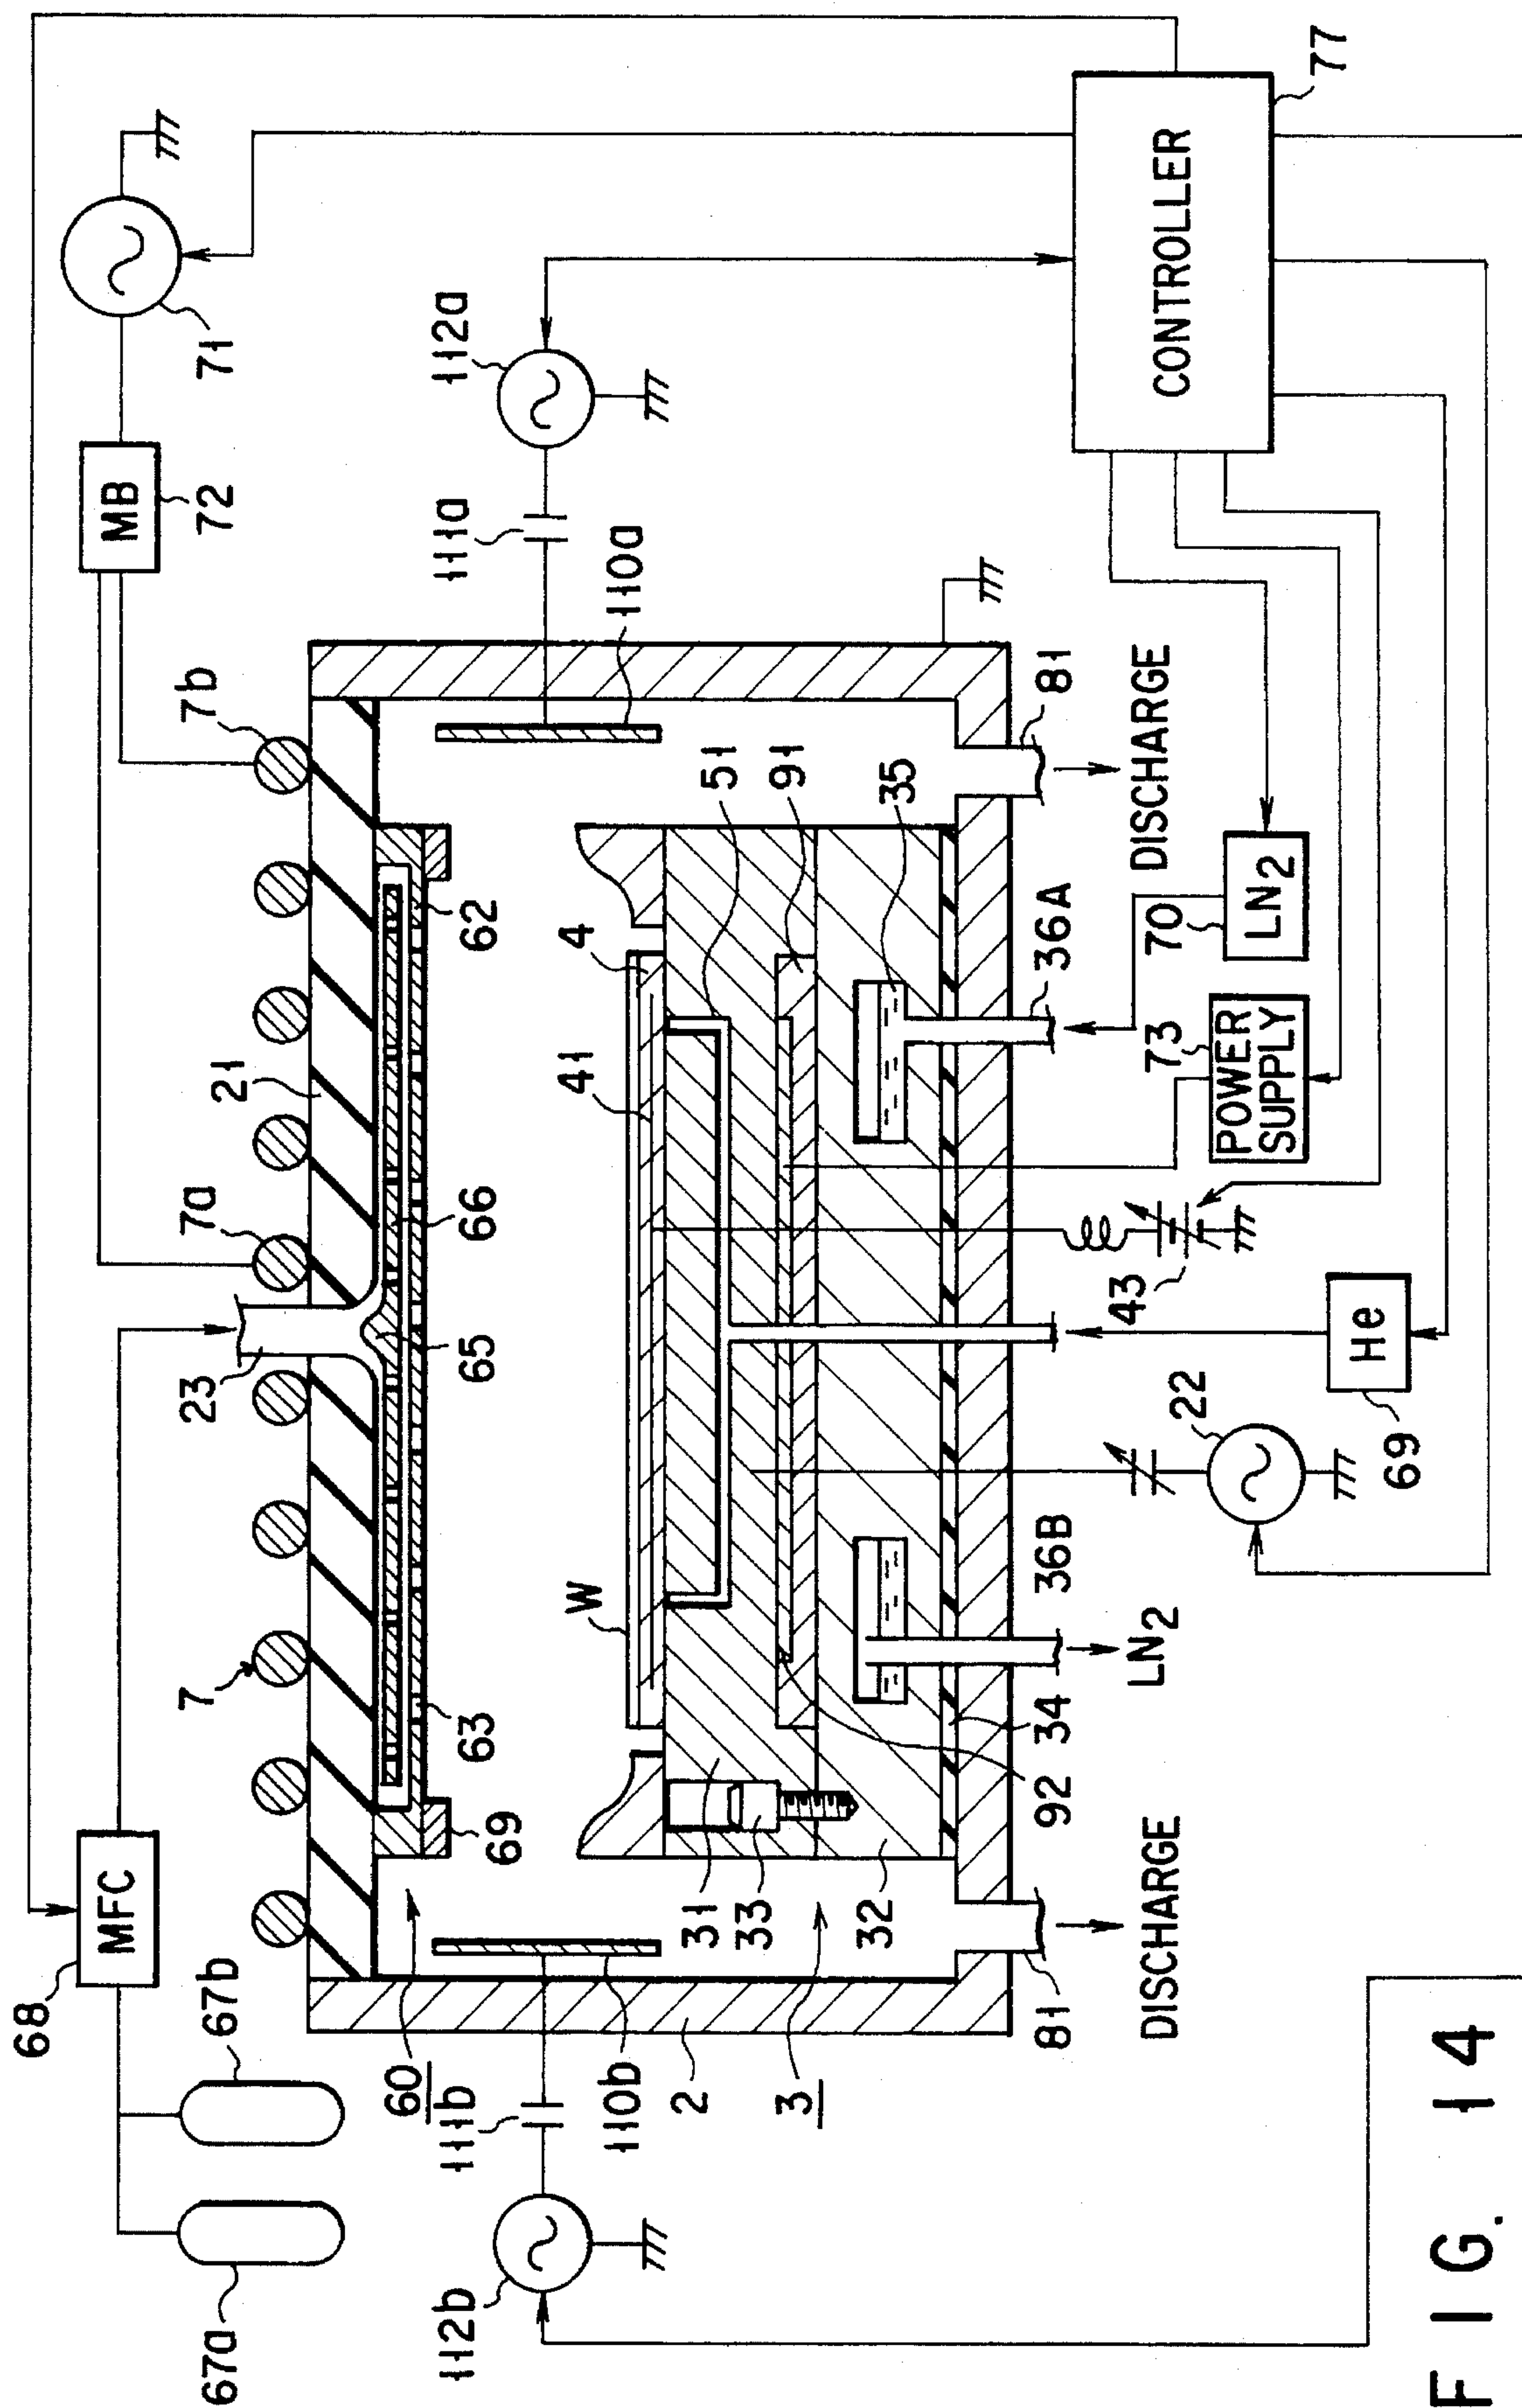 67a
67b
68
MFC
7
23
7a
21
7b
MB
72
71
60
69
63
65
66
62
112b
111b
110b
110a
111a
112a
2
3
W
41
4
51
91
35
31
33
32
92
34
36B
36A
81
DISCHARGE
LN2
81
DISCHARGE
22
43
69
He
73
POWER
SUPPLY
70
LN2
CONTROLLER
77
FIG. 14